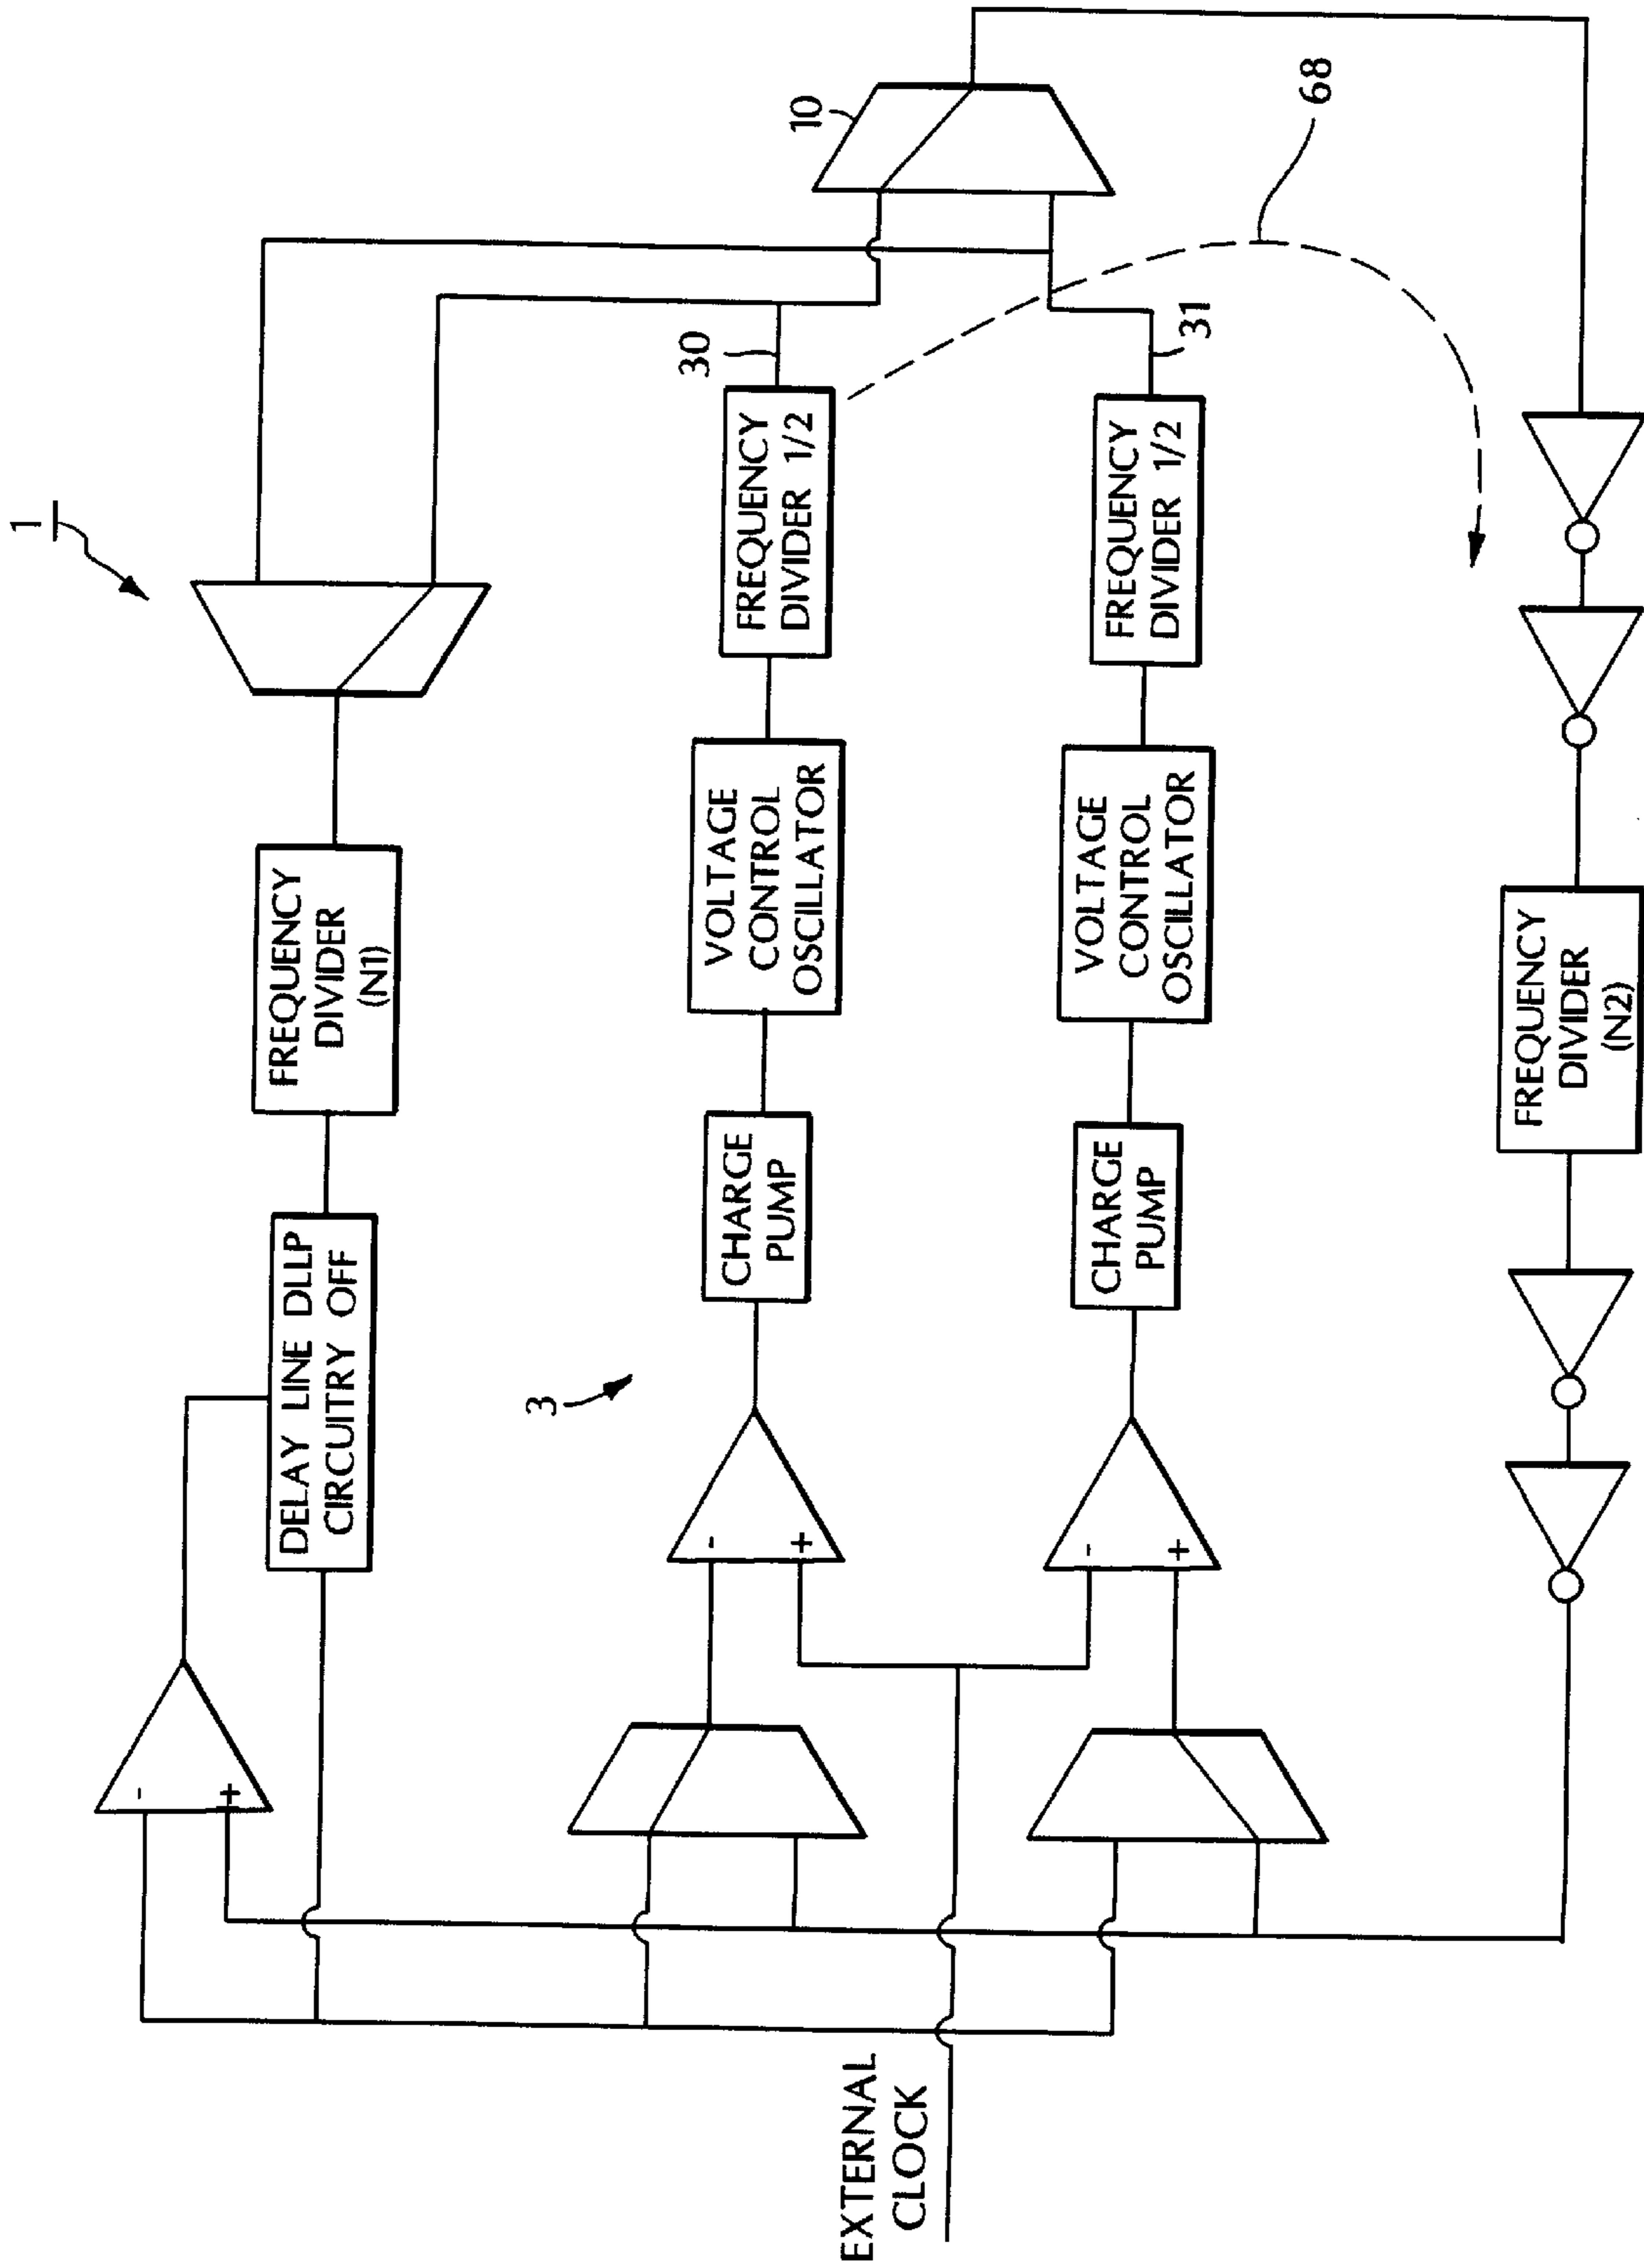 1
DELAY LINE DLLP
CIRCUITRY OFF
FREQUENCY
DIVIDER
(N1)
-
+
3
10
CHARGE
PUMP
VOLTAGE
CONTROL
OSCILLATOR
FREQUENCY
DIVIDER 1/2
30
-
+
EXTERNAL
CLOCK
68
CHARGE
PUMP
VOLTAGE
CONTROL
OSCILLATOR
FREQUENCY
DIVIDER 1/2
31
-
+
FREQUENCY
DIVIDER
(N2)